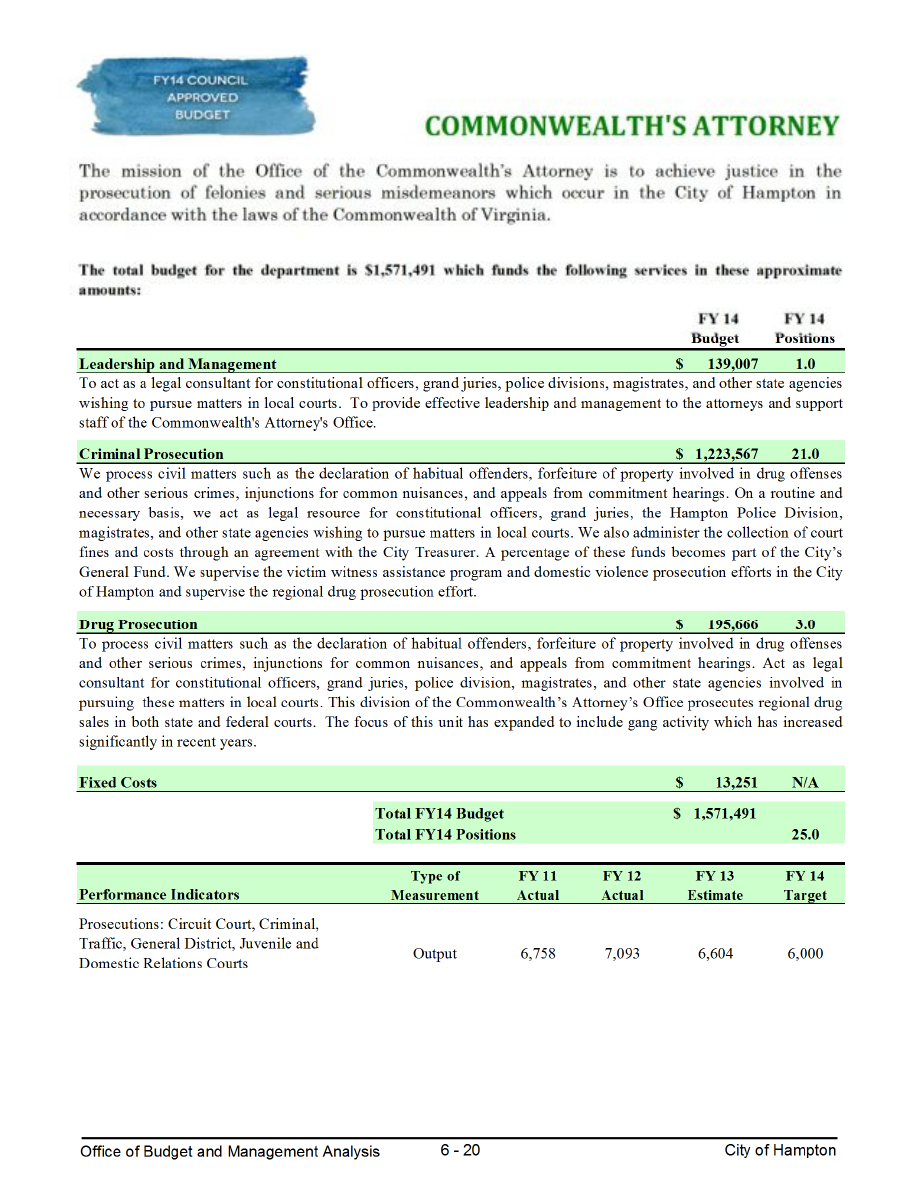 FY14 COUNCIL
APPROVED
BUDGET
COMMONWEALTH'S ATTORNEY
The mission of the Office of the Commonwealth's Attorney is to achieve justice in the
prosecution of felonies and serious misdemeanors which occur in the City of Hampton in
accordance with the laws of the Commonwealth of Virginia.
The total budget for the department is $1,571,491 which funds the following services in these approximate
amounts:
FY 14 FY 14
Budget Positions
Leadership and Management $ 139,007 1.0
To act as a legal consultant for constitutional officers, grand juries, police divisions, magistrates, and other state agencies
wishing to pursue matters in local courts. To provide effective leadership and management to the attorneys and support
staff of the Commonwealth's Attorney's Office.
Criminal Prosecution $ 1,223,567 21.0
We process civil matters such as the declaration of habitual offenders, forfeiture of property involved in drug offenses
and other serious crimes, injunctions for common nuisances, and appeals from commitment hearings. On a routine and
necessary basis, we act as legal resource for constitutional officers, grand juries, the Hampton Police Division,
magistrates, and other state agencies wishing to pursue matters in local courts. We also administer the collection of court
fines and costs through an agreement with the City Treasurer. A percentage of these funds becomes part of the City's
General Fund. We supervise the victim witness assistance program and domestic violence prosecution efforts in the City
of Hampton and supervise the regional drug prosecution effort.
Drug Prosecution $ 195,666 3.0
To process civil matters such as the declaration of habitual offenders, forfeiture of property involved in drug offenses
and other serious crimes, injunctions for common nuisances, and appeals from commitment hearings. Act as legal
consultant for constitutional officers, grand juries, police division, magistrates, and other state agencies involved in
pursuing these matters in local courts. This division of the Commonwealth's Attorney's Office prosecutes regional drug
sales in both state and federal courts. The focus of this unit has expanded to include gang activity which has increased
significantly in recent years.
Fixed Costs $ 13,251 N/A
Total FY14 Budget $ 1,571,491
Total FY14 Positions 25.0
Type of FY 11 FY 12 FY 13 FY 14
Performance Indicators Measurement Actual Actual Estimate Target
Prosecutions: Circuit Court, Criminal,
Traffic, General District, Juvenile and
Domestic Relations Courts
Output 6,758 7,093 6,604 6,000
Office of Budget and Management Analysis 6 - 20 City of Hampton